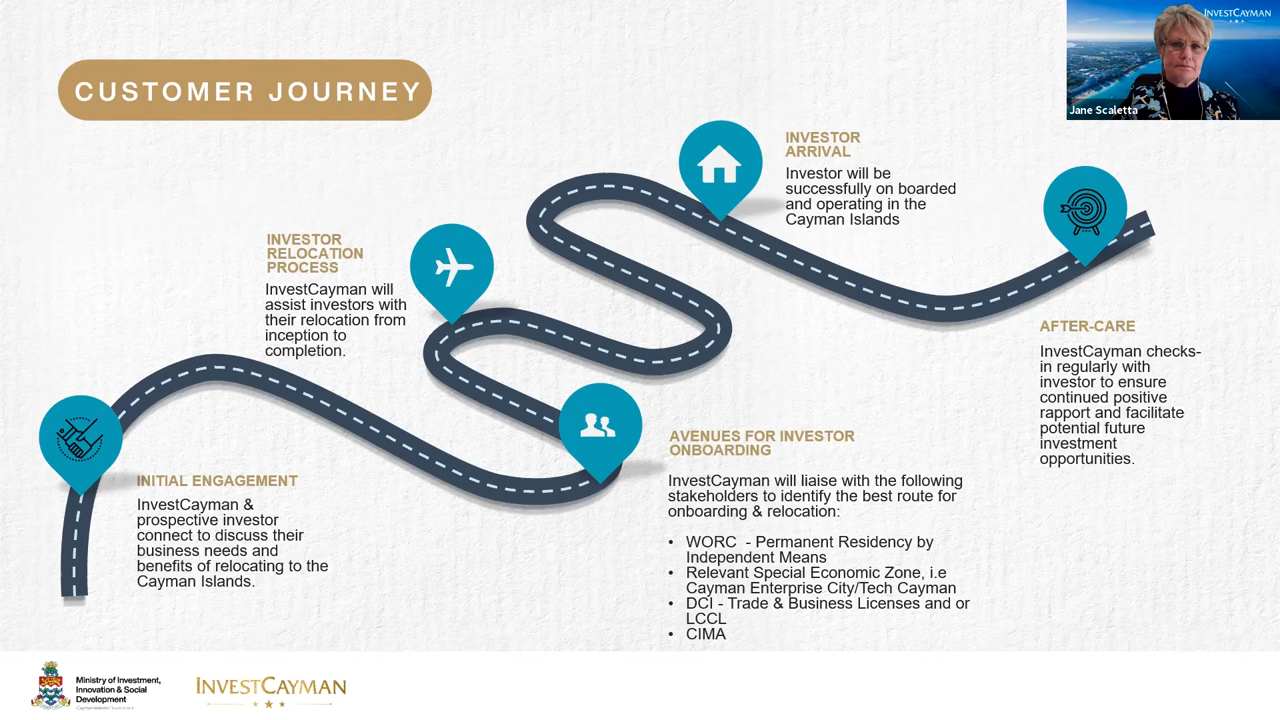 CUSTOMER JOURNEY
INVESTCAYMAN
Jane Scaletta
INITIAL ENGAGEMENT
InvestCayman &
prospective investor
connect to discuss their
business needs and
benefits of relocating to the
Cayman Islands.
AVENUES FOR INVESTOR
ONBOARDING
InvestCayman will liaise with the following
stakeholders to identify the best route for
onboarding & relocation:
• WORC - Permanent Residency by
Independent Means
• Relevant Special Economic Zone, i.e
Cayman Enterprise City/Tech Cayman
• DCI - Trade & Business Licenses and or
LCCL
• CIMA
INVESTOR
RELOCATION
PROCESS
InvestCayman will
assist investors with
their relocation from
inception to
completion.
INVESTOR
ARRIVAL
Investor will be
successfully on boarded
and operating in the
Cayman Islands
AFTER-CARE
InvestCayman checks-
in regularly with
investor to ensure
continued positive
rapport and facilitate
potential future
investment
opportunities.
Ministry of Investment,
Innovation & Social
Development
INVESTCAYMAN